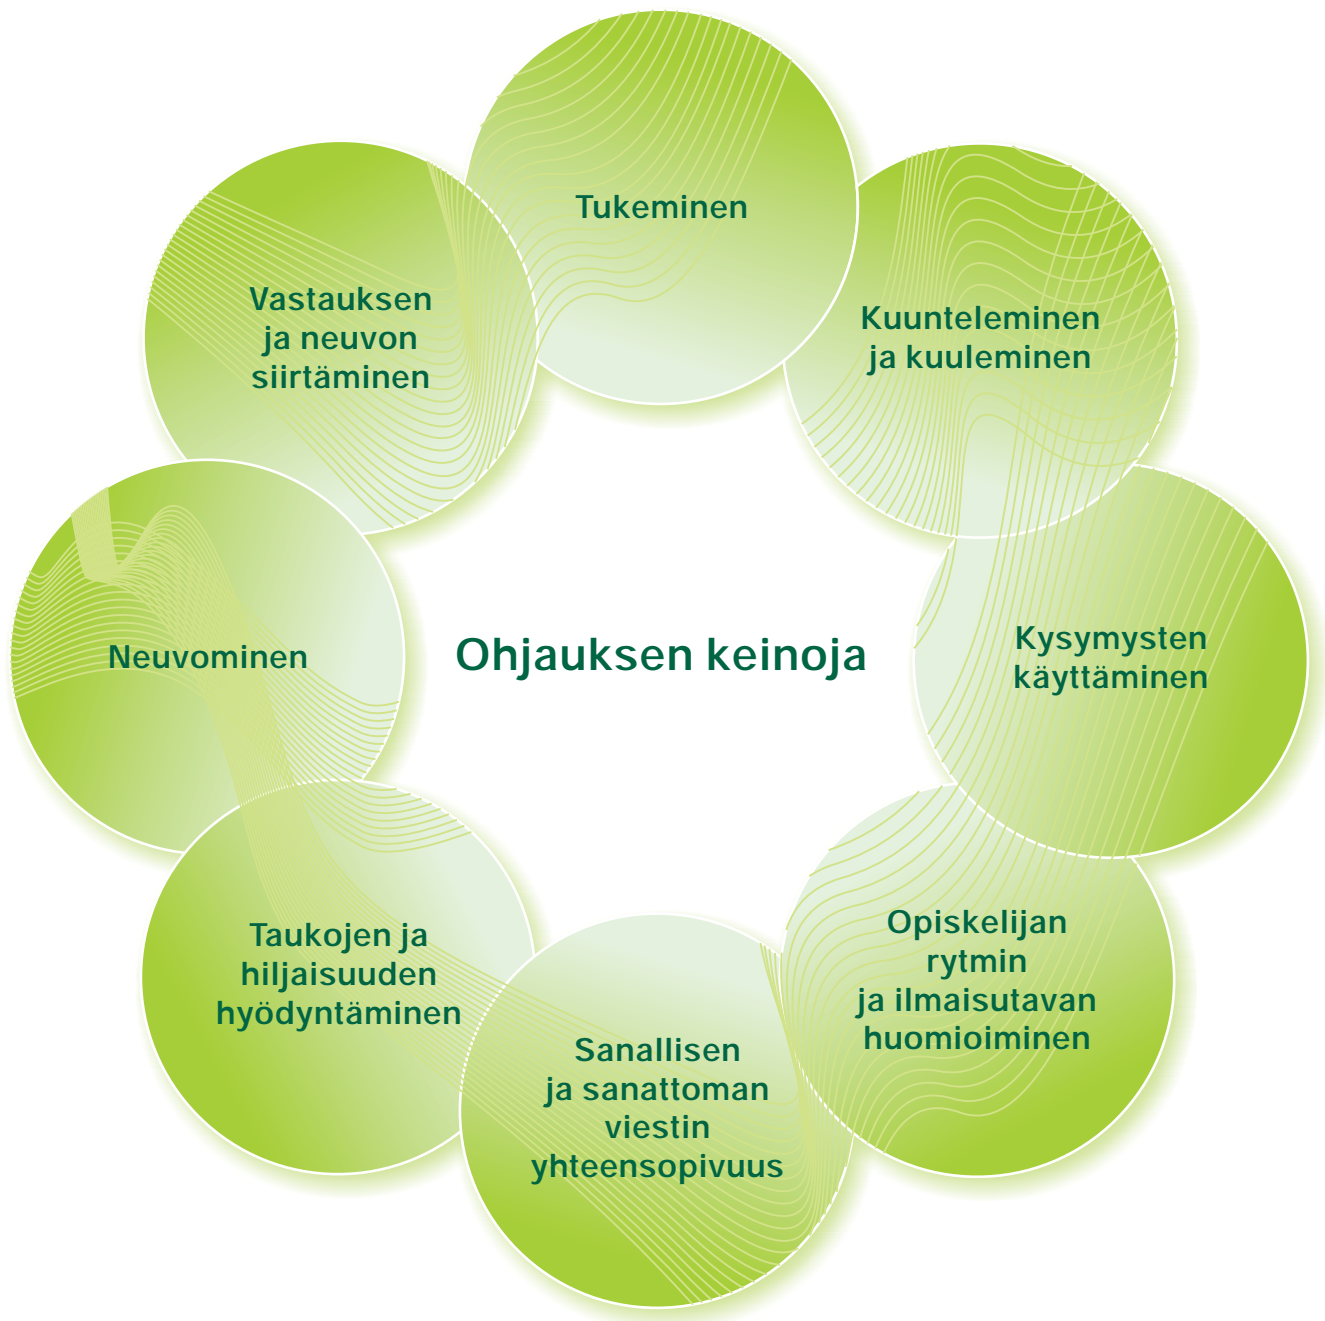 Tukeminen
Kuunteleminen
ja kuuleminen
Kysymysten
käyttäminen
Opiskelijan
rytmin
ja ilmaisutavan
huomioiminen
Sanallisen
ja sanattoman
viestin
yhteensopivuus
Taukojen ja
hiljaisuuden
hyödyntäminen
Neuvominen
Vastauksen
ja neuvon
siirtäminen
Ohjauksen keinoja